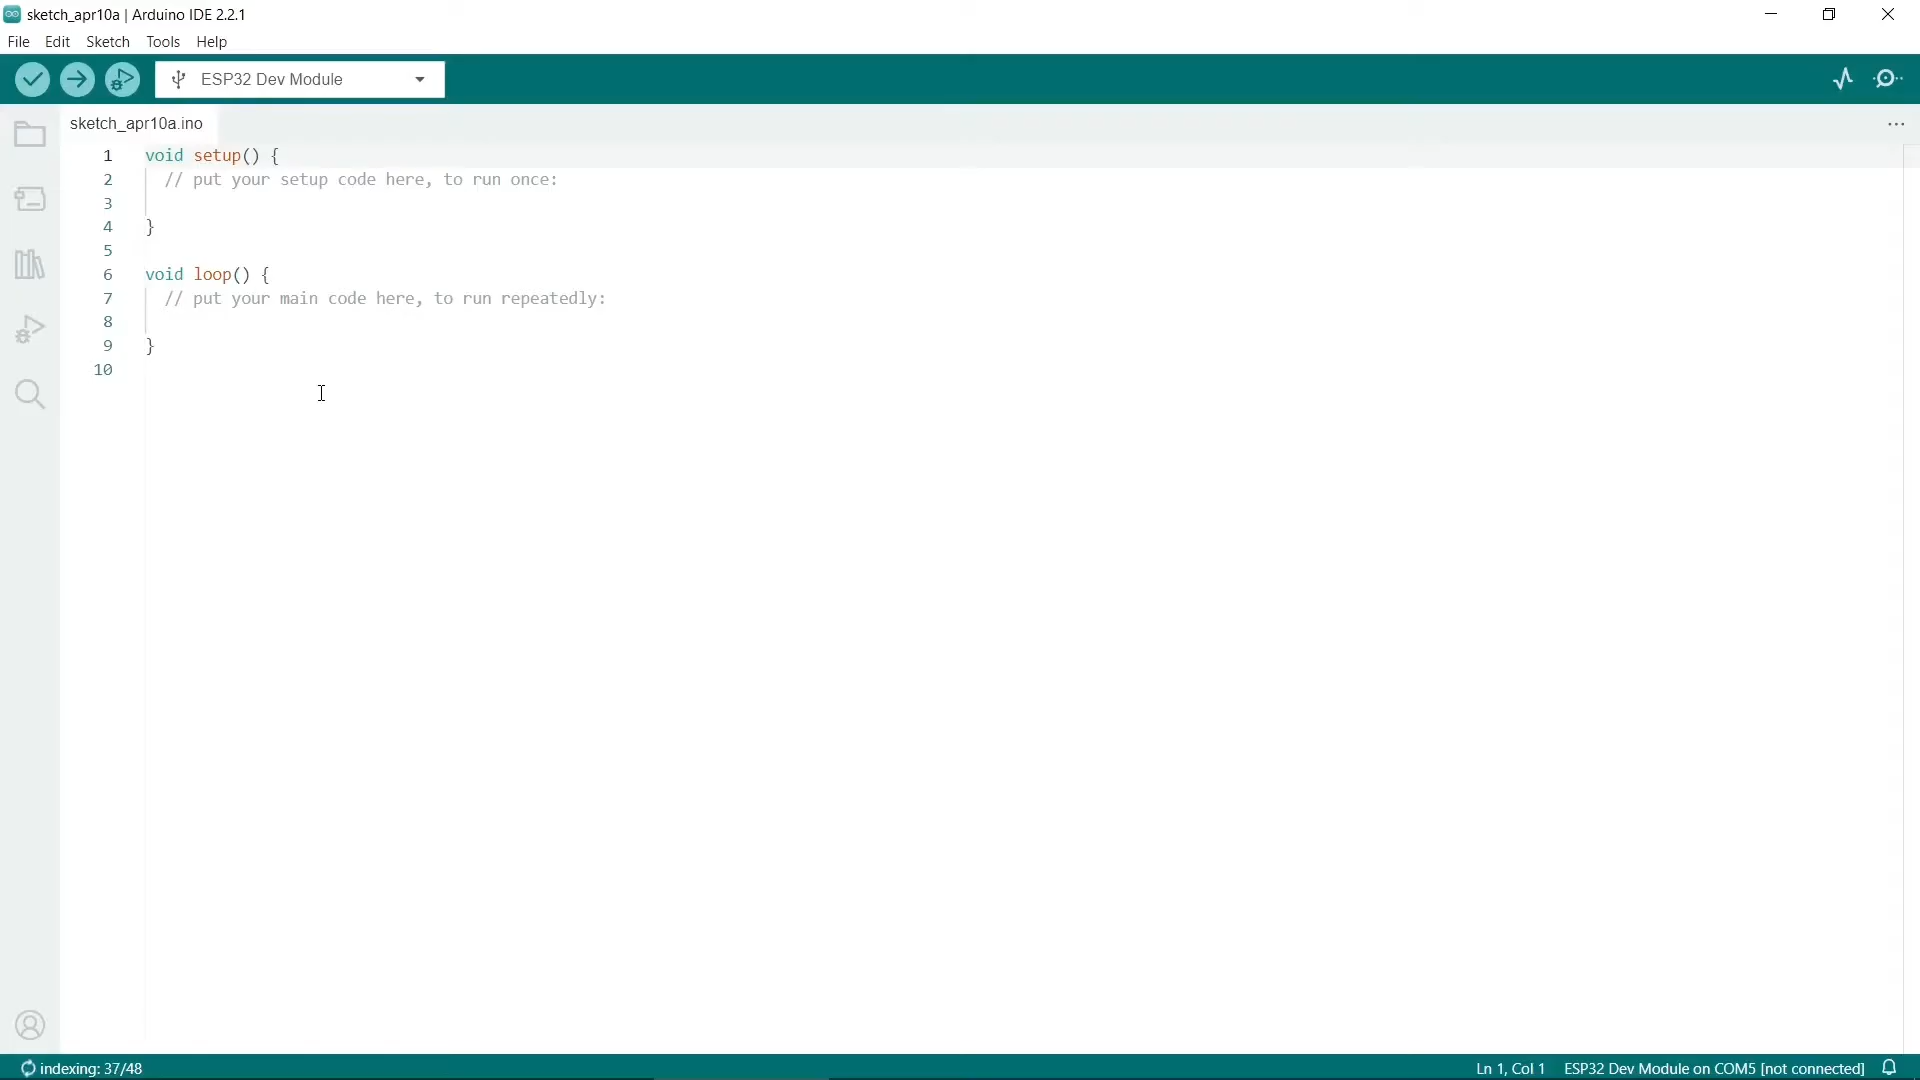 sketch_apr10a | Arduino IDE 2.2.1
File Edit Sketch Tools Help
ESP32 Dev Module
sketch_apr10a.ino
1 void setup() {
2 // put your setup code here, to run once:
3
4 }
5
6 void loop() {
7 // put your main code here, to run repeatedly:
8
9 }
10
indexing: 37/48 Ln 1, Col 1 ESP32 Dev Module on COM5 [not connected]